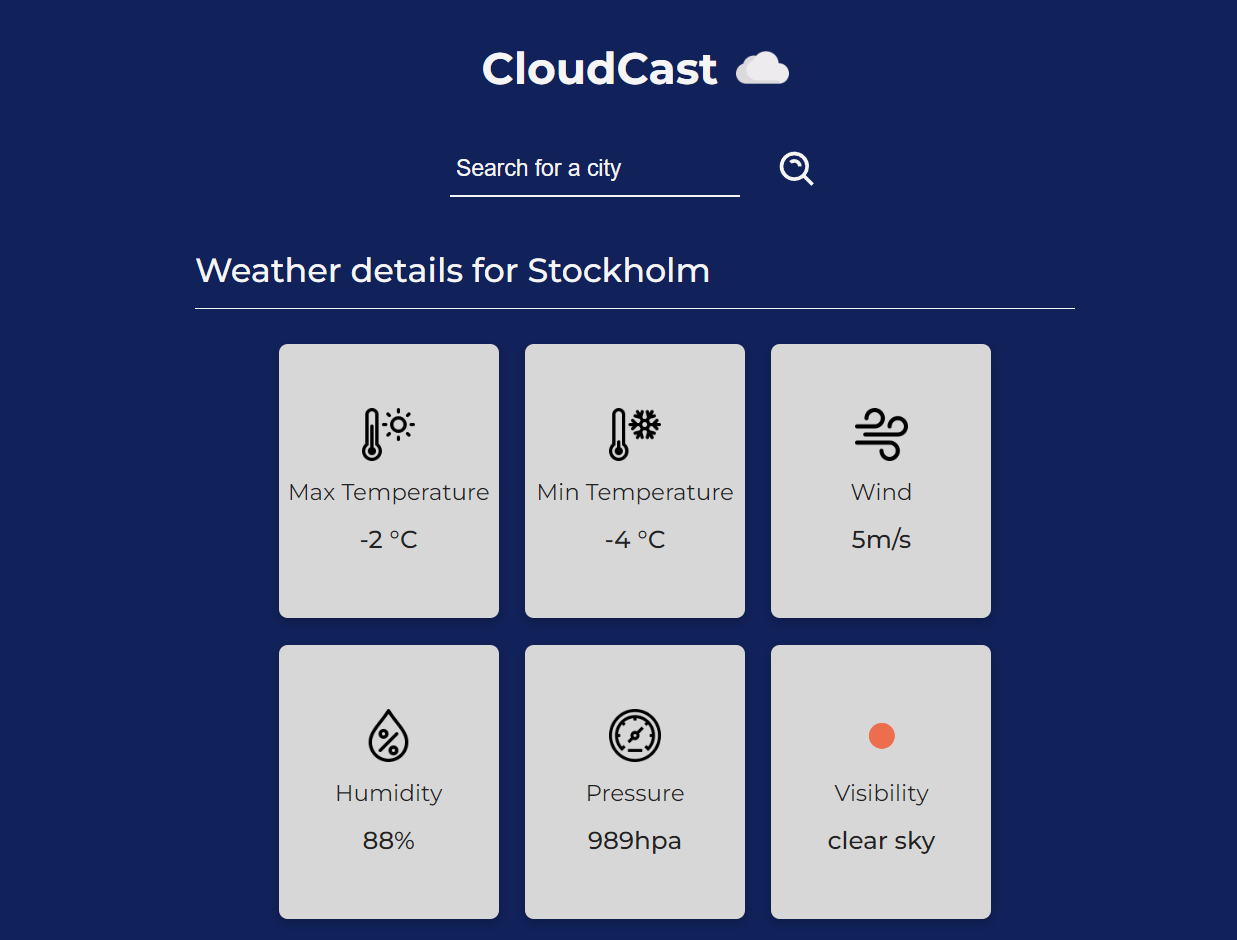 CloudCast
Search for a city
Weather details for Stockholm
Max Temperature
-2 °C
Min Temperature
-4 °C
Wind
5m/s
Humidity
88%
Pressure
989hpa
Visibility
clear sky